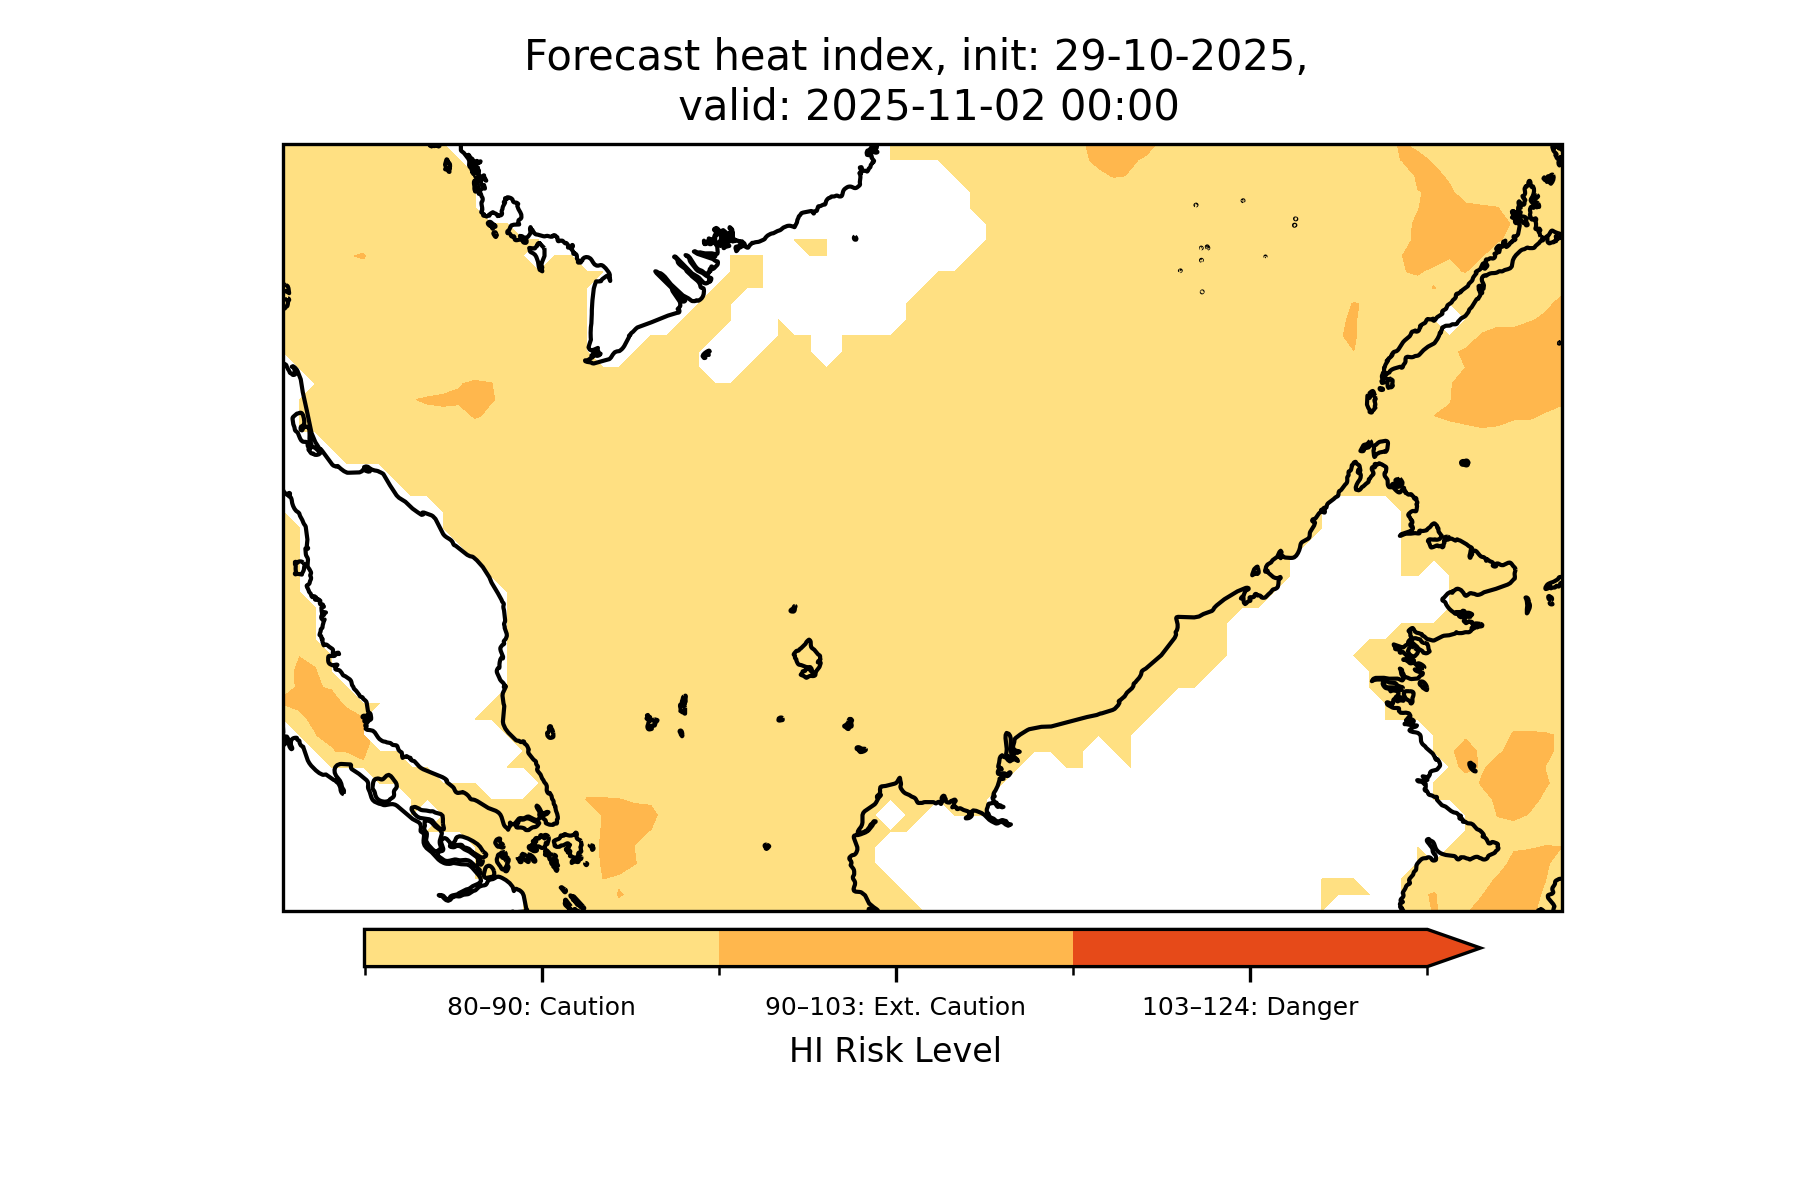 Forecast heat index, init: 29-10-2025,
valid: 2025-11-02 00:00
80–90: Caution
90–103: Ext. Caution
103–124: Danger
HI Risk Level